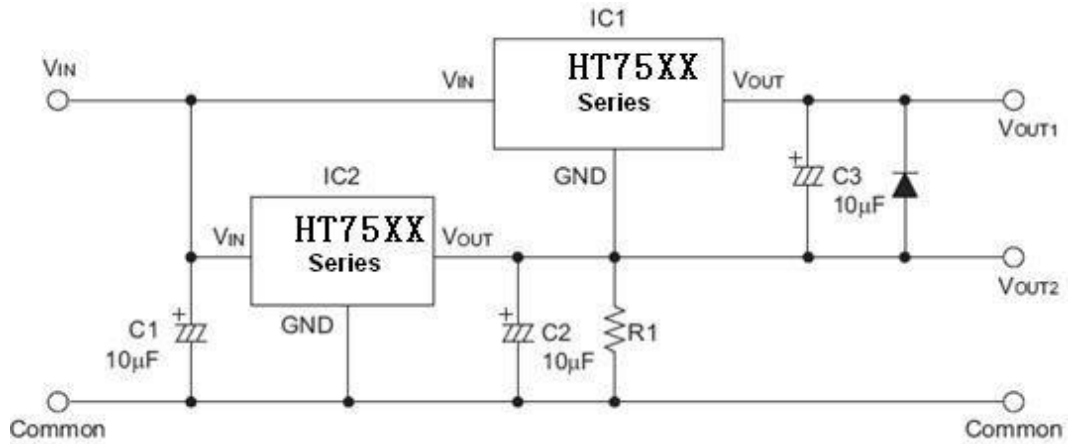 IC1
HT75XX
Series
VIN
VIN
VOUT
VOUT1
GND
C3
10μF
IC2
HT75XX
Series
VIN
VOUT
VOUT2
GND
C1
10μF
C2
10μF
R1
Common
Common